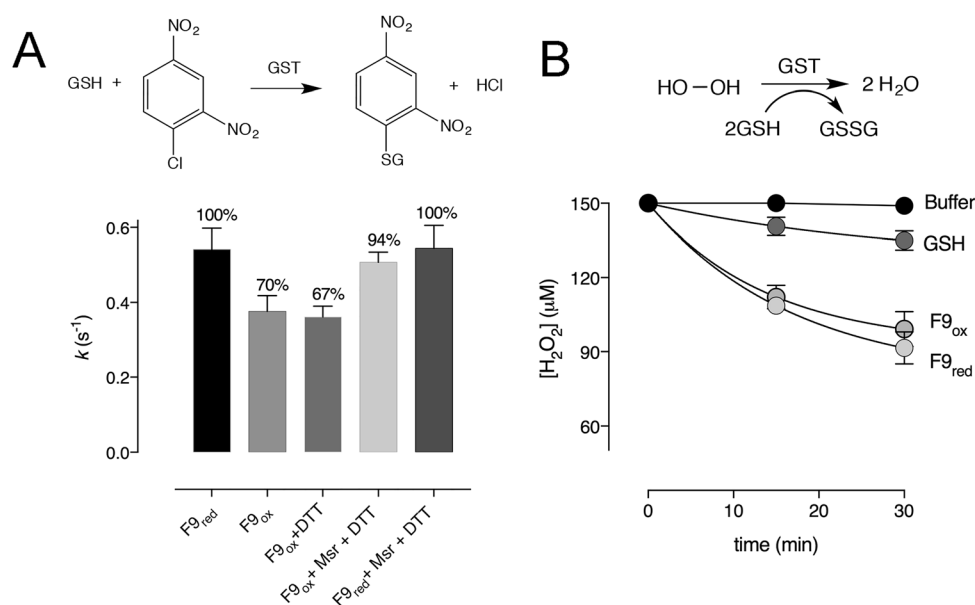 A
GSH + Cl NO₂ NO₂ GST SG NO₂ NO₂ + HCl
k (s⁻¹)
0.6
0.4
0.2
0.0
100%
70%
67%
94%
100%
F9red
F9ox
F9ox+DTT
F9ox+ Msr + DTT
F9red+ Msr + DTT
B
HO−OH GST 2 H₂O
2GSH GSSG
[H₂O₂] (µM)
150
120
90
60
Buffer
GSH
F9ox
F9red
0 10 20 30
time (min)